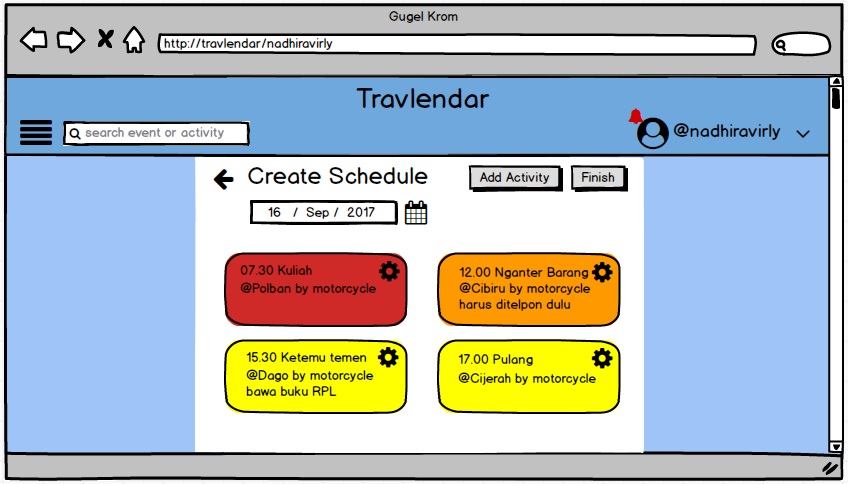 Gugel Krom
http://travlendar/nadhiravirly
Travlendar
search event or activity
@nadhiravirly
Create Schedule
Add Activity
Finish
16 / Sep / 2017
07.30 Kuliah
@Polban by motorcycle
12.00 Nganter Barang
@Cibiru by motorcycle
harus ditelpon dulu
15.30 Ketemu temen
@Dago by motorcycle
bawa buku RPL
17.00 Pulang
@Cijerah by motorcycle